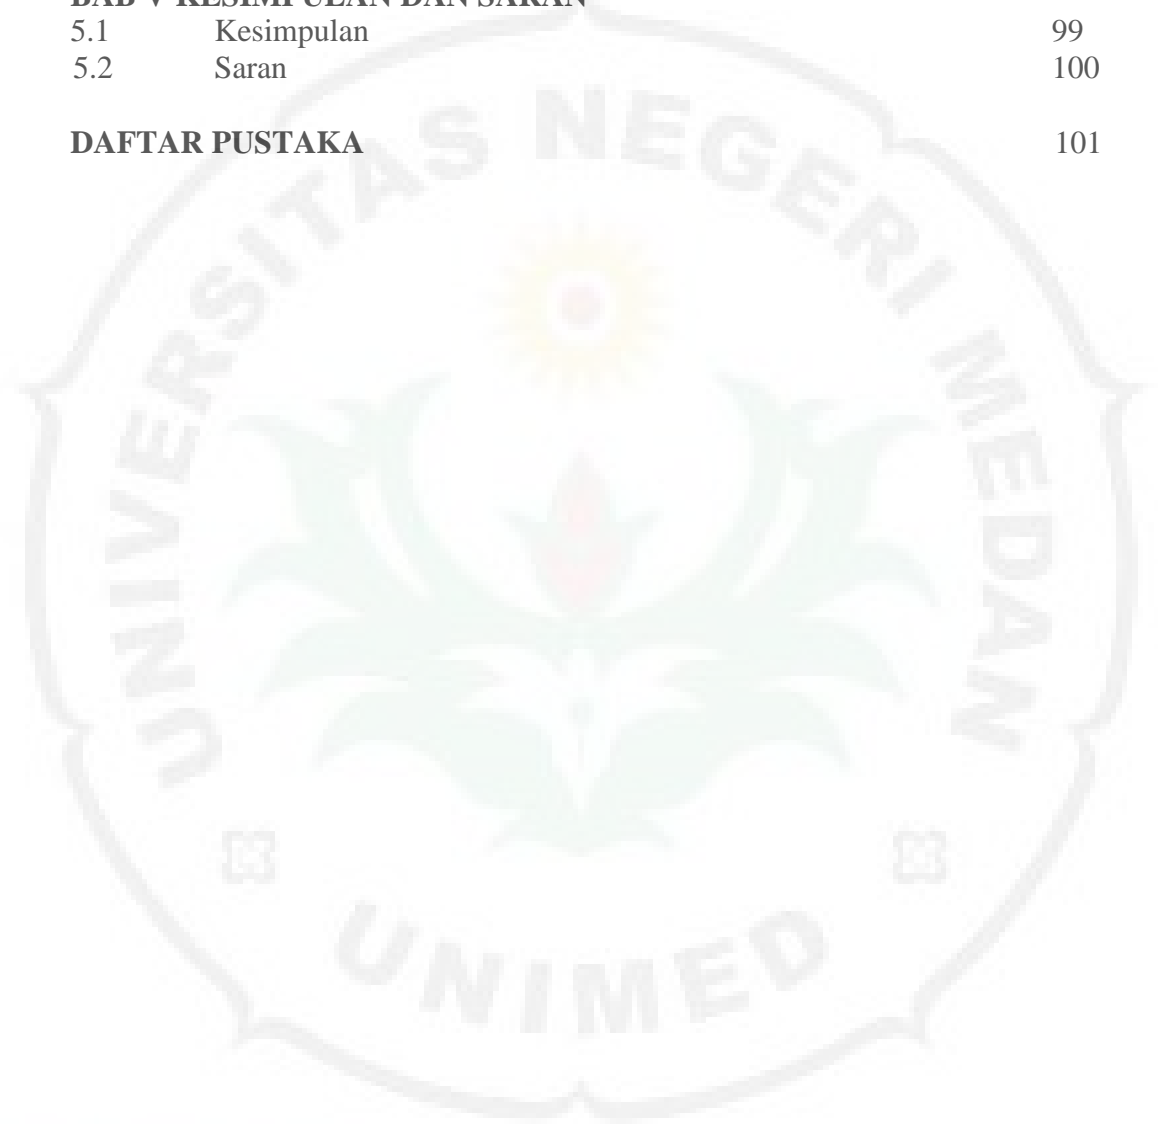 BAB V KESIMPULAN DAN SARAN
5.1 Kesimpulan 99
5.2 Saran 100
DAFTAR PUSTAKA 101
UNIVERSITAS NEGERI MEDAN
UNIMED